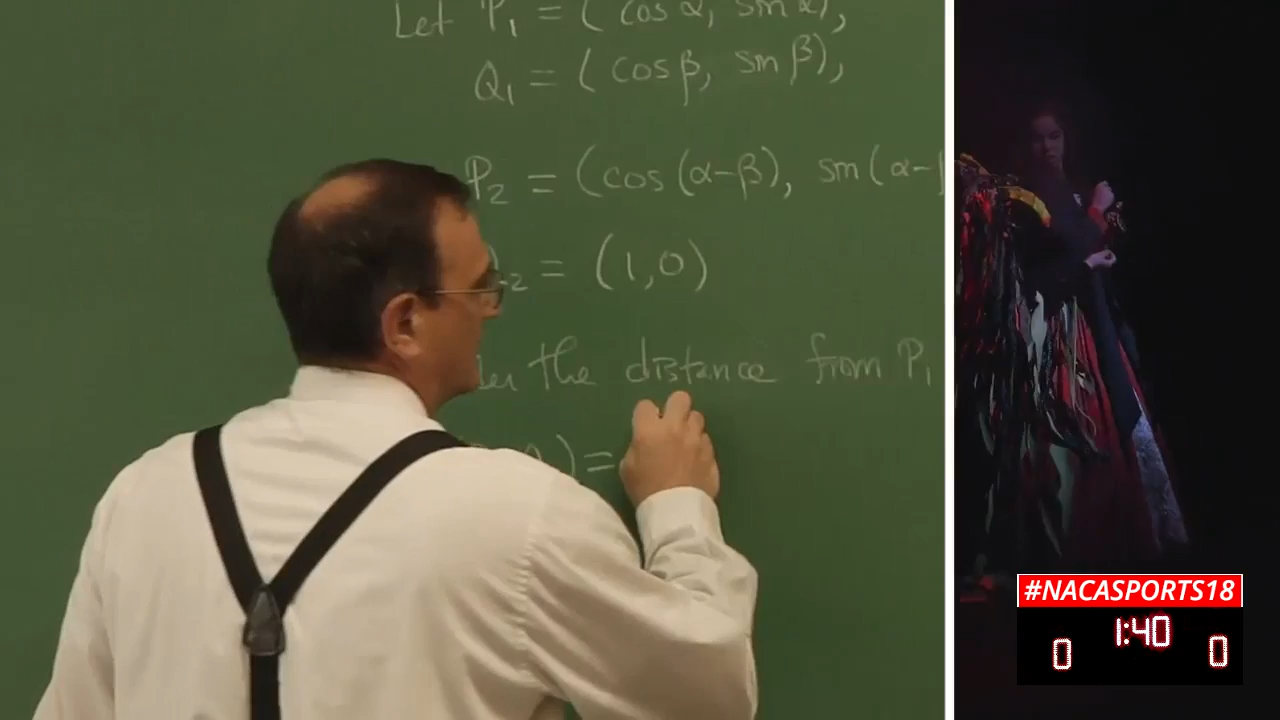 Let P₁ = (cos α, sin α),
Q₁ = (cos β, sin β),
P₂ = (cos (α-β), sin (α-
₂ = (1,0)
the distance from P₁
) =
#NACASPORTS18
1:40
0 0